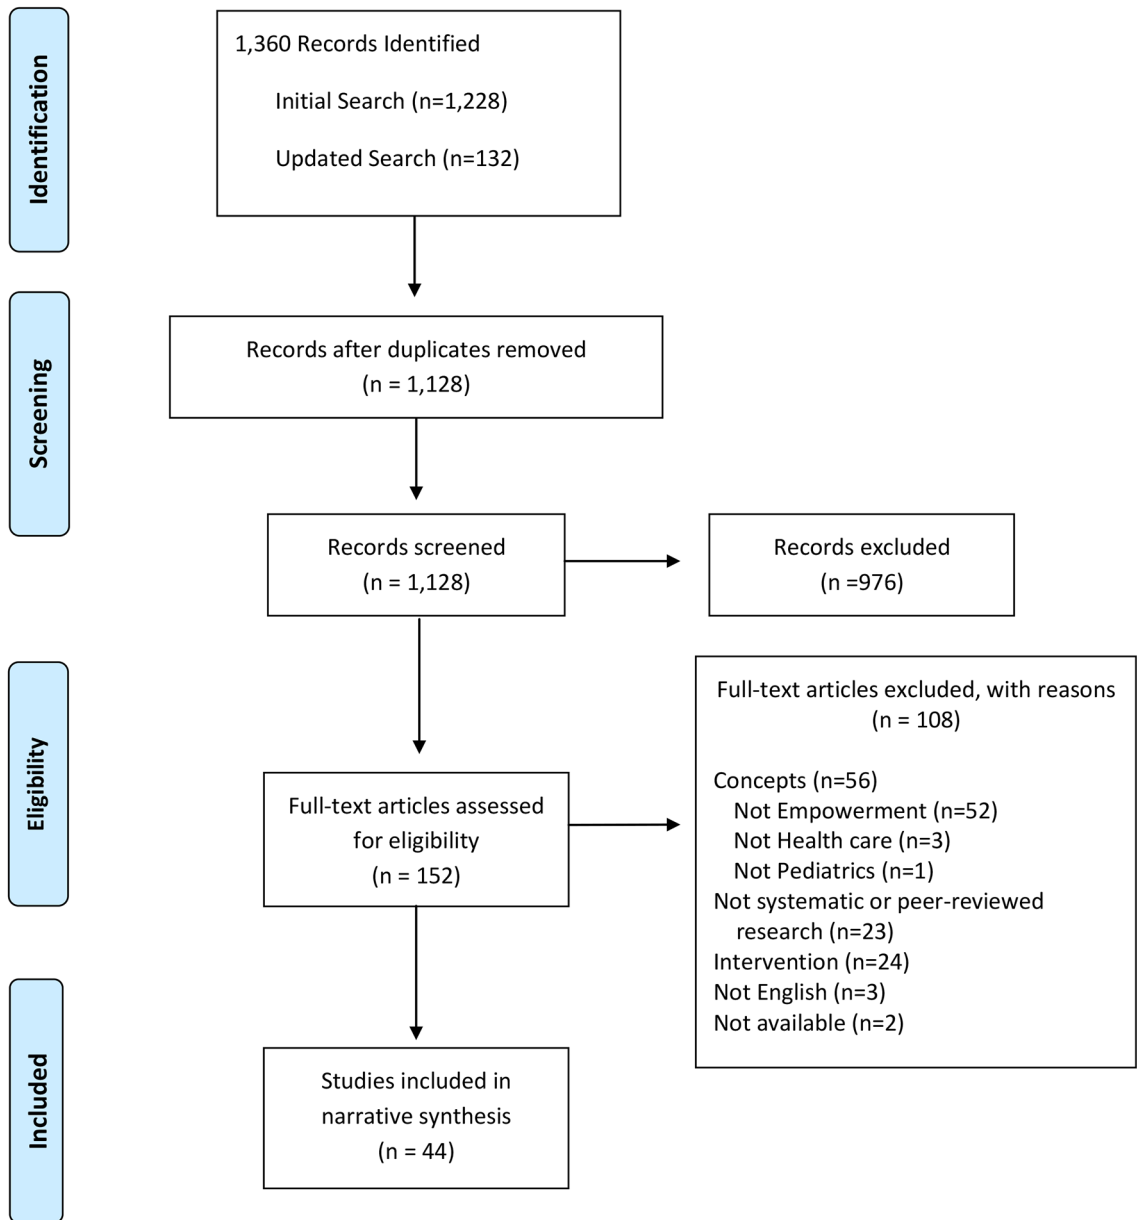 Identification
1,360 Records Identified
Initial Search (n=1,228)
Updated Search (n=132)
Screening
Records after duplicates removed
(n = 1,128)
Records screened
(n = 1,128)
Records excluded
(n =976)
Eligibility
Full-text articles assessed
for eligibility
(n = 152)
Full-text articles excluded, with reasons
(n = 108)
Concepts (n=56)
Not Empowerment (n=52)
Not Health care (n=3)
Not Pediatrics (n=1)
Not systematic or peer-reviewed
research (n=23)
Intervention (n=24)
Not English (n=3)
Not available (n=2)
Included
Studies included in
narrative synthesis
(n = 44)